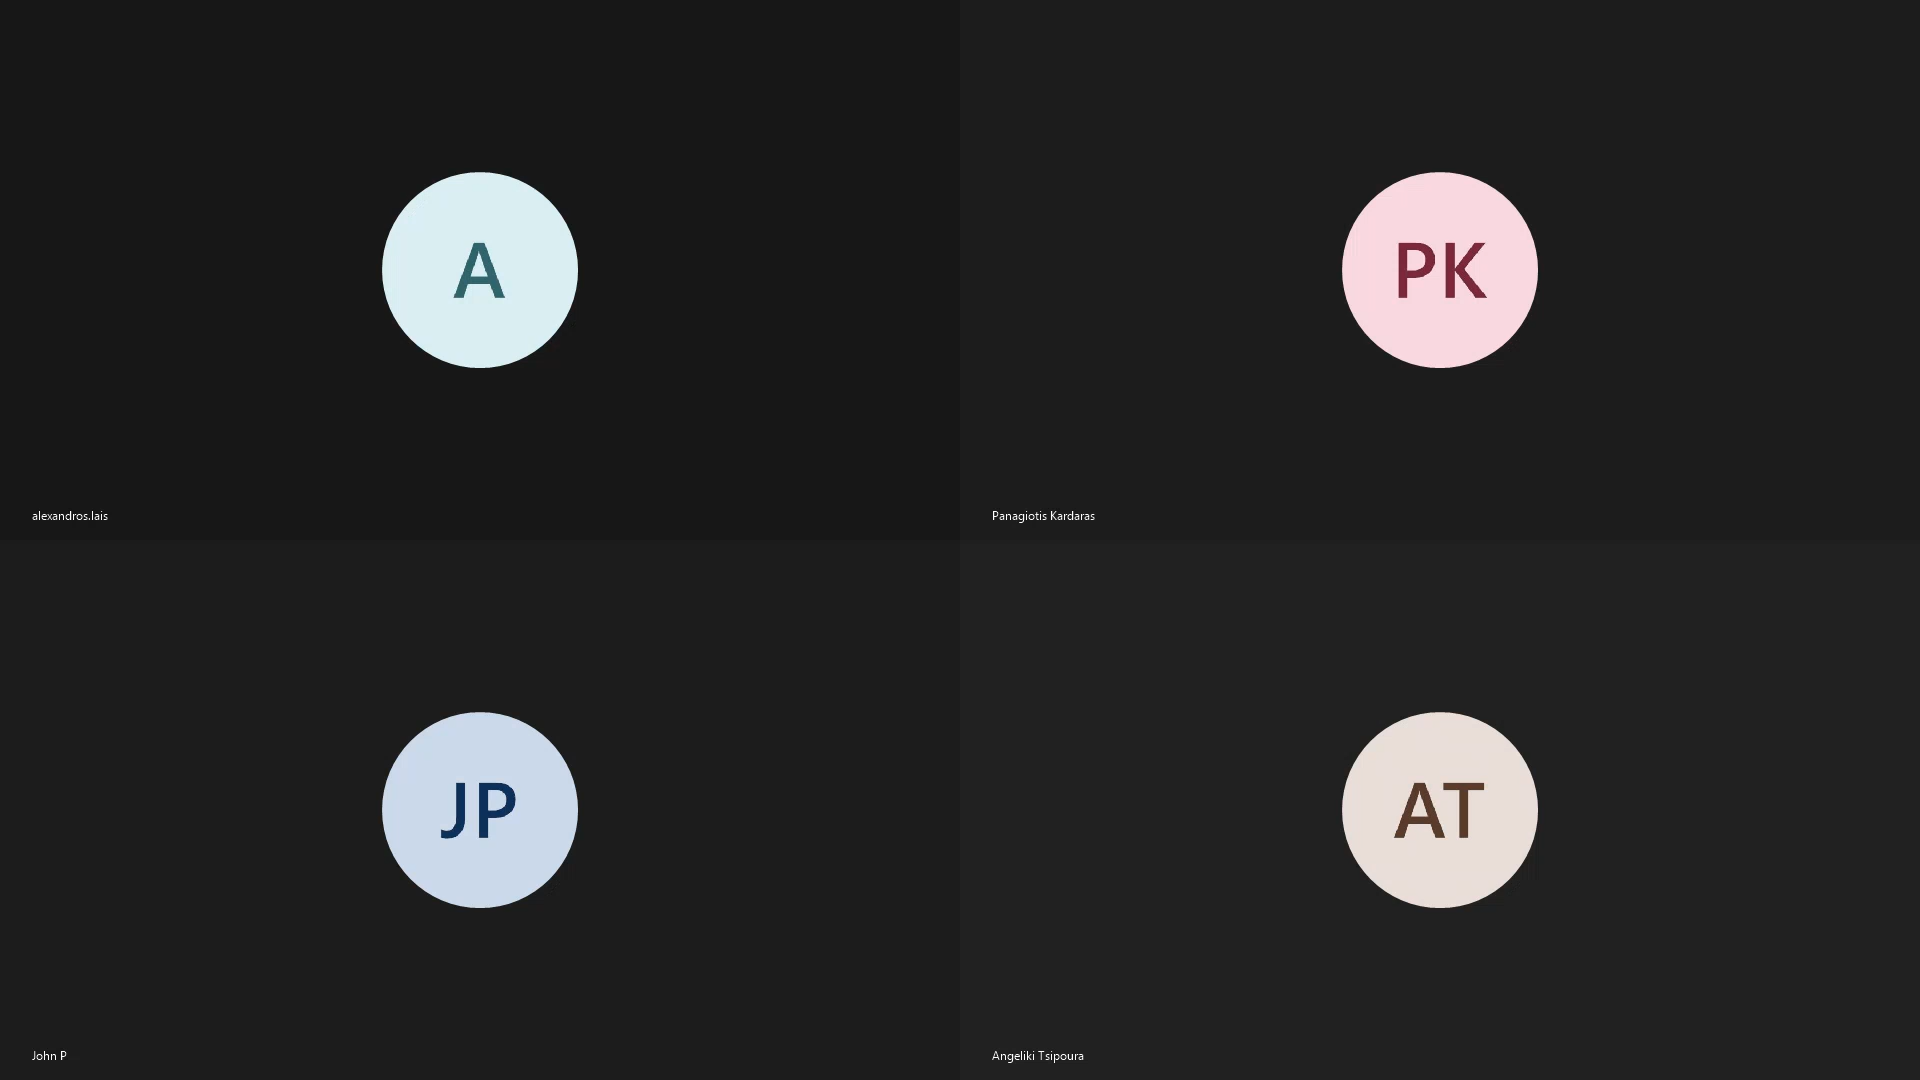 A
alexandros.lais
PK
Panagiotis Kardaras
JP
John P
AT
Angeliki Tsipoura